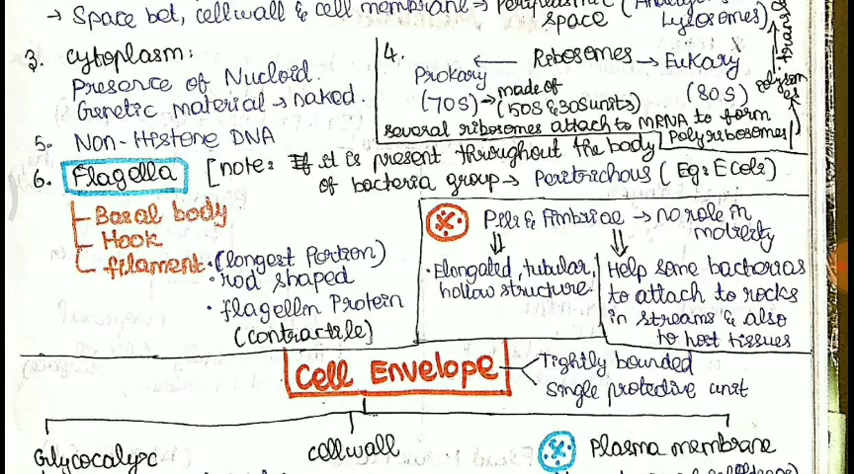 → Space bet, cellwall & cell membrane → Periplasmic space (
Lysosomes)
3. cytoplasm:
Presence of Nucloid.
Genetic material → naked.
4.
Prokary ← Ribosomes → Eukary
(70S) → made of (50S & 30S units)
(80S)
several ribosomes attach to MRNA to form
Polyribosomes
5. Non-Histone DNA
6. Flagella [note: If it is present throughout the body
of bacteria group → Peritrichous ( Eg: E Coli)
Basal body
Hook
filament • (longest Portion)
• rod shaped
• flagellin Protein
(contractile)
Pili & Fimbriae → no role in
motility
• Elongated, tubular,
hollow structure
Help some bacterias
to attach to rocks
in streams & also
to host tissues
Cell Envelope
Tightly bounded
Single protective unit
Glycocalyx
cellwall
Plasma membrane